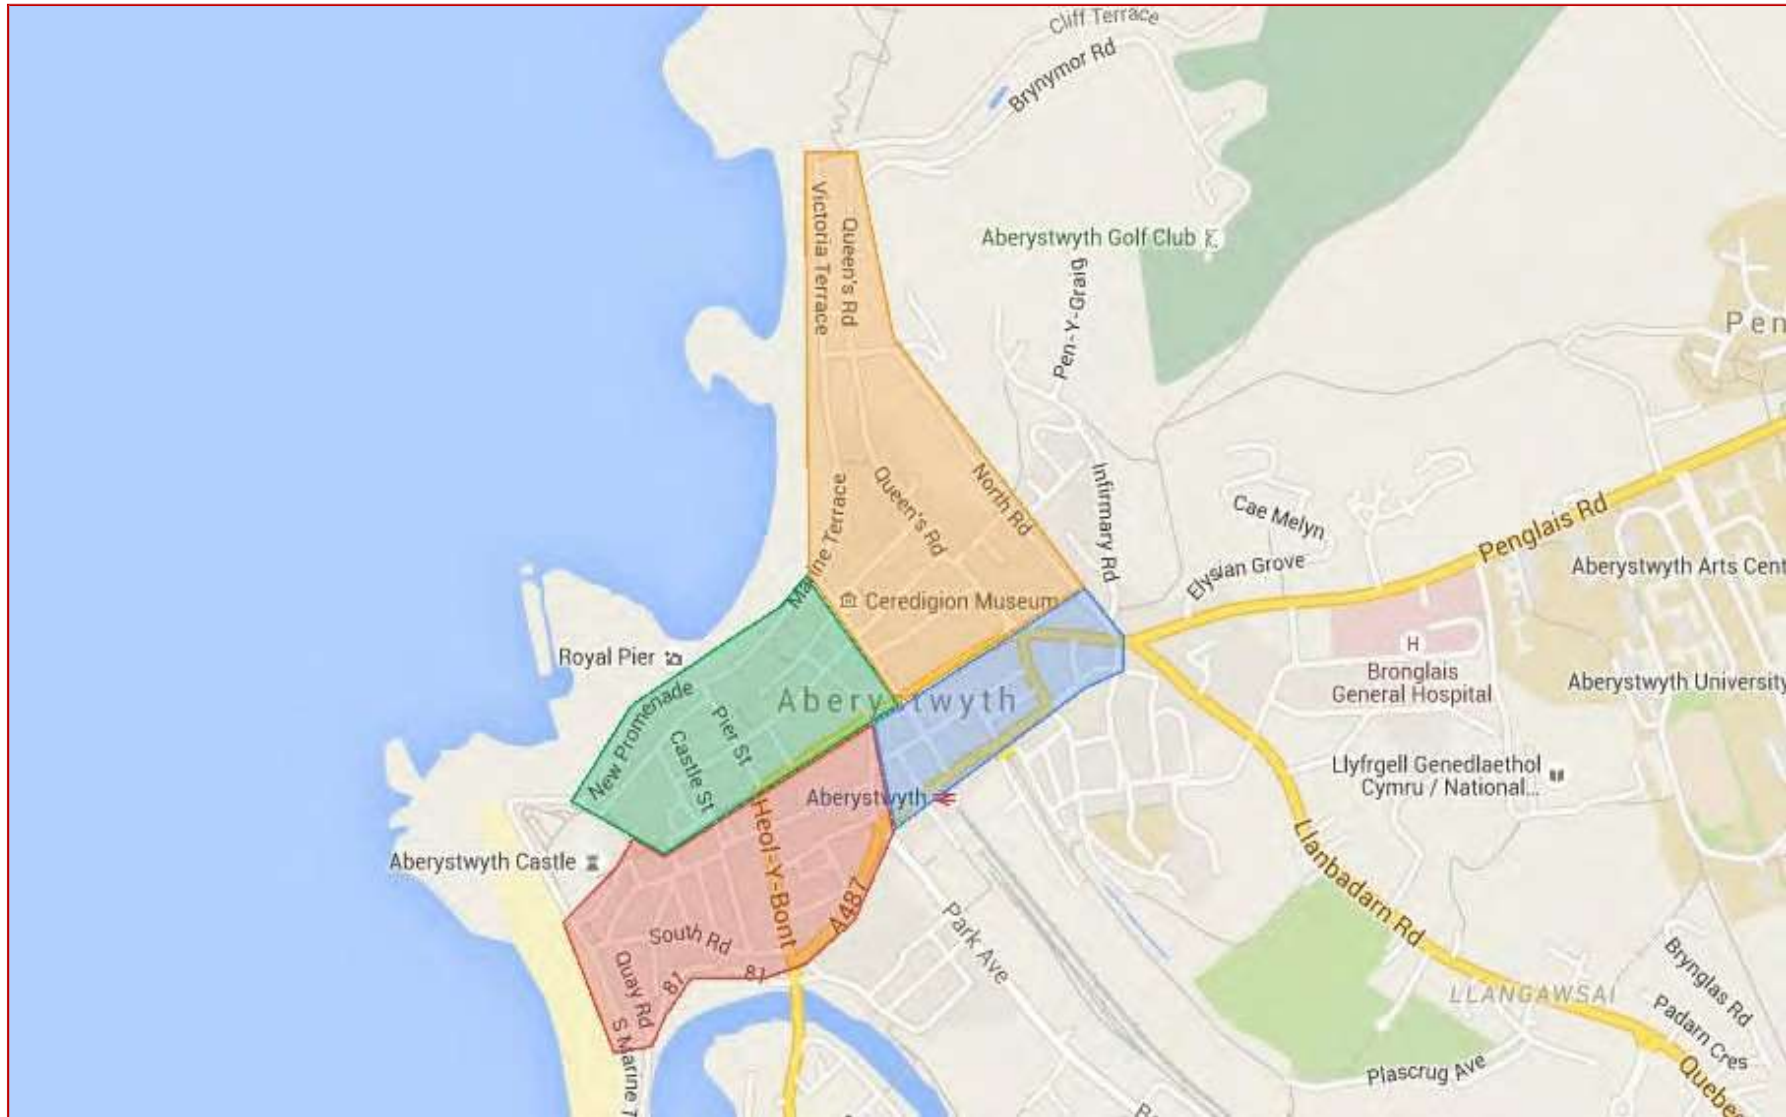 Cliff Terrace
Brynymor Rd
Victoria Terrace
Queen's Rd
Aberystwyth Golf Club
Pen-Y-Graig
Pen
Marine Terrace
Queen's Rd
North Rd
Infirmary Rd
Cae Melyn
Elysian Grove
Penglais Rd
Aberystwyth Arts Cent
Ceredigion Museum
Royal Pier
H
Bronglais
General Hospital
Aberystwyth University
New Promenade
Pier St
Castle St
Aberystwyth
Aberystwyth
Llyfrgell Genedlaethol
Cymru / National...
Aberystwyth Castle
Heol-Y-Bont
A487
Llanbadarn Rd
Park Ave
South Rd
Quay Rd
81
81
S Marine T
LLANGAWSAI
Brynglas Rd
Padarn Cres
Plascrug Ave
Quebe